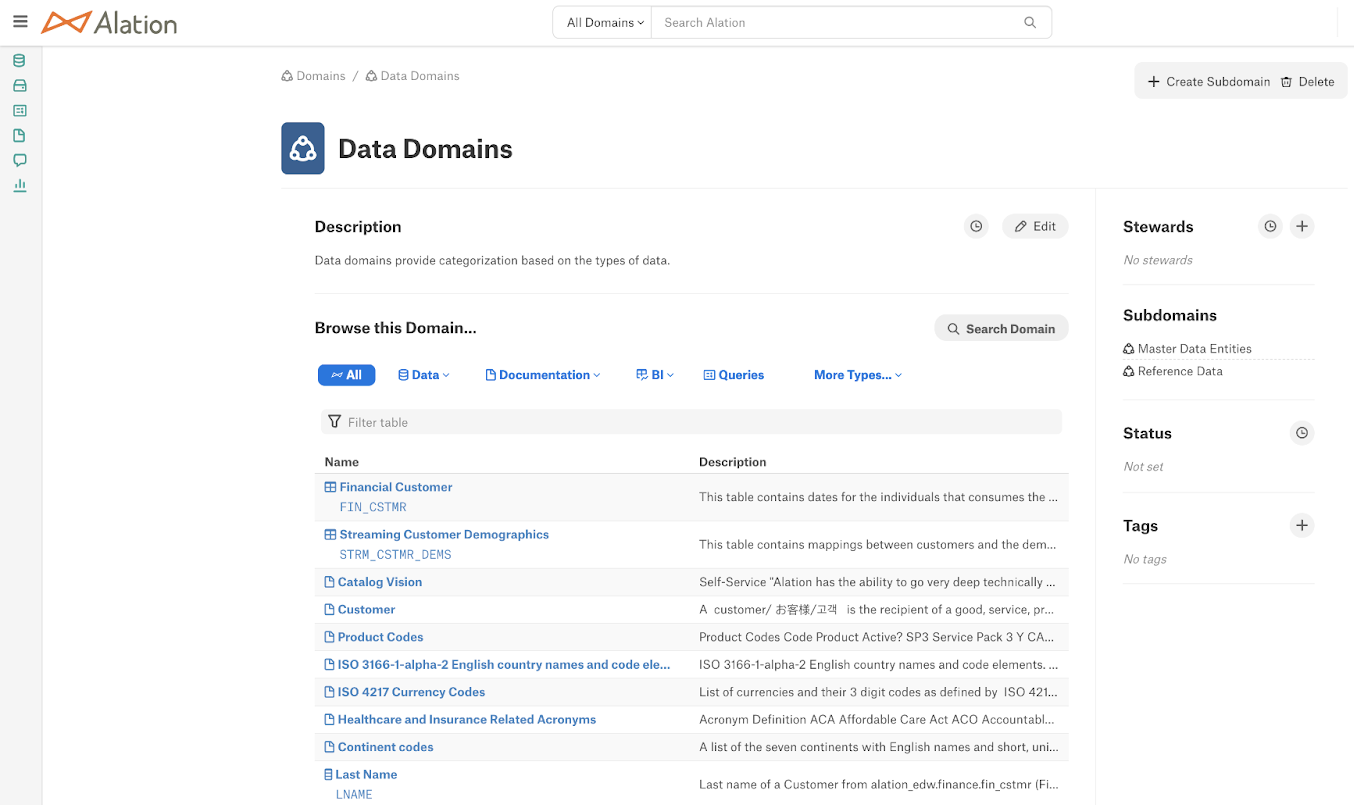 Alation
All Domains
Search Alation
Domains / Data Domains
Create Subdomain
Delete
Data Domains
Description
Edit
Data domains provide categorization based on the types of data.
Browse this Domain...
Search Domain
All
Data
Documentation
BI
Queries
More Types...
Filter table
Name Description
Financial Customer
FIN_CSTMR
This table contains dates for the individuals that consumes the ...
Streaming Customer Demographics
STRM_CSTMR_DEMS
This table contains mappings between customers and the dem...
Catalog Vision Self-Service "Alation has the ability to go very deep technically ...
Customer A customer/ お客様/고객 is the recipient of a good, service, pr...
Product Codes Product Codes Code Product Active? SP3 Service Pack 3 Y CA...
ISO 3166-1-alpha-2 English country names and code ele... ISO 3166-1-alpha-2 English country names and code elements. ...
ISO 4217 Currency Codes List of currencies and their 3 digit codes as defined by ISO 421...
Healthcare and Insurance Related Acronyms Acronym Definition ACA Affordable Care Act ACO Accountabl...
Continent codes A list of the seven continents with English names and short, uni...
Last Name
LNAME
Last name of a Customer from alation_edw.finance.fin_cstmr (Fi...
Stewards
No stewards
Subdomains
Master Data Entities
Reference Data
Status
Not set
Tags
No tags